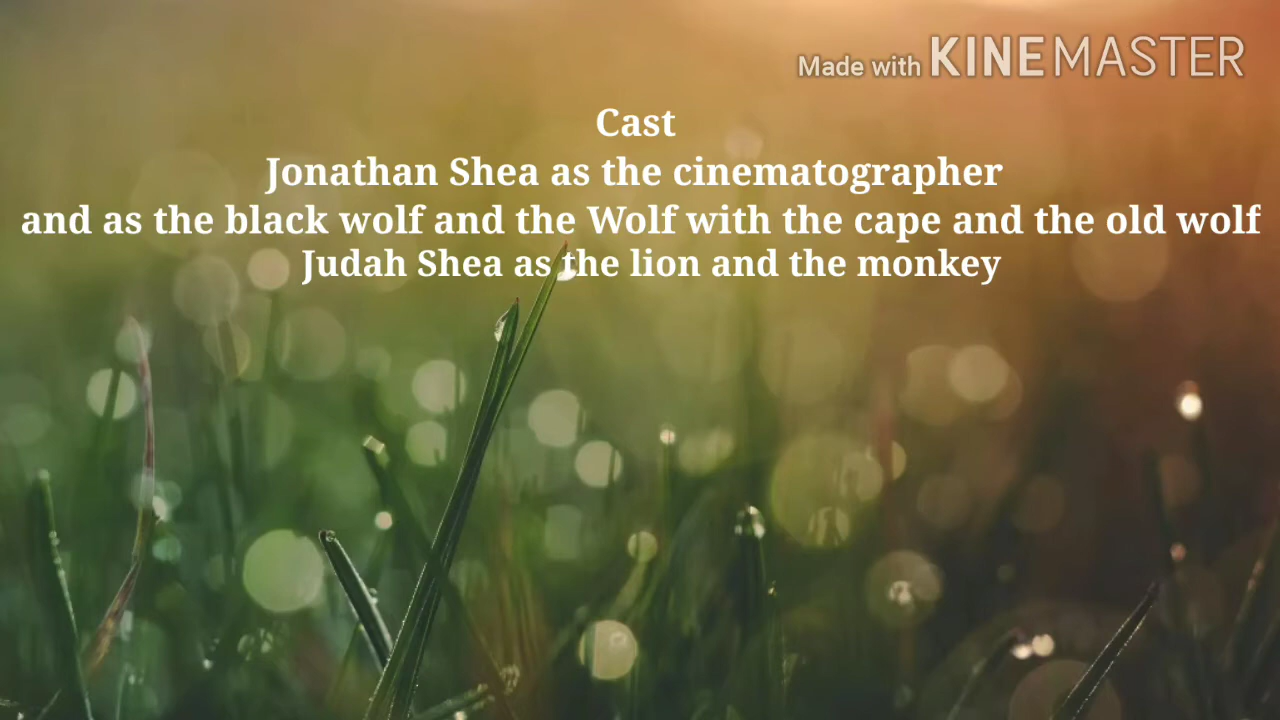 Made with KINEMASTER
Cast
Jonathan Shea as the cinematographer
and as the black wolf and the Wolf with the cape and the old wolf
Judah Shea as the lion and the monkey